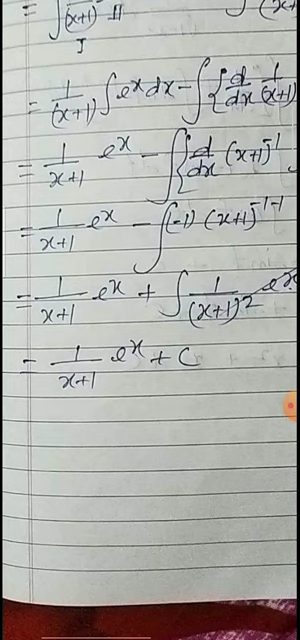 = ∫ 1/(x+1) II
I
= 1/(x+1) ∫ e^x dx - ∫ { d/dx 1/(x+1)
= 1/(x+1) e^x - ∫ { d/dx (x+1)^-1
= 1/(x+1) e^x - ∫ (-1) (x+1)^-1-1
= 1/(x+1) e^x + ∫ 1/(x+1)^2 e^x
= 1/(x+1) e^x + C